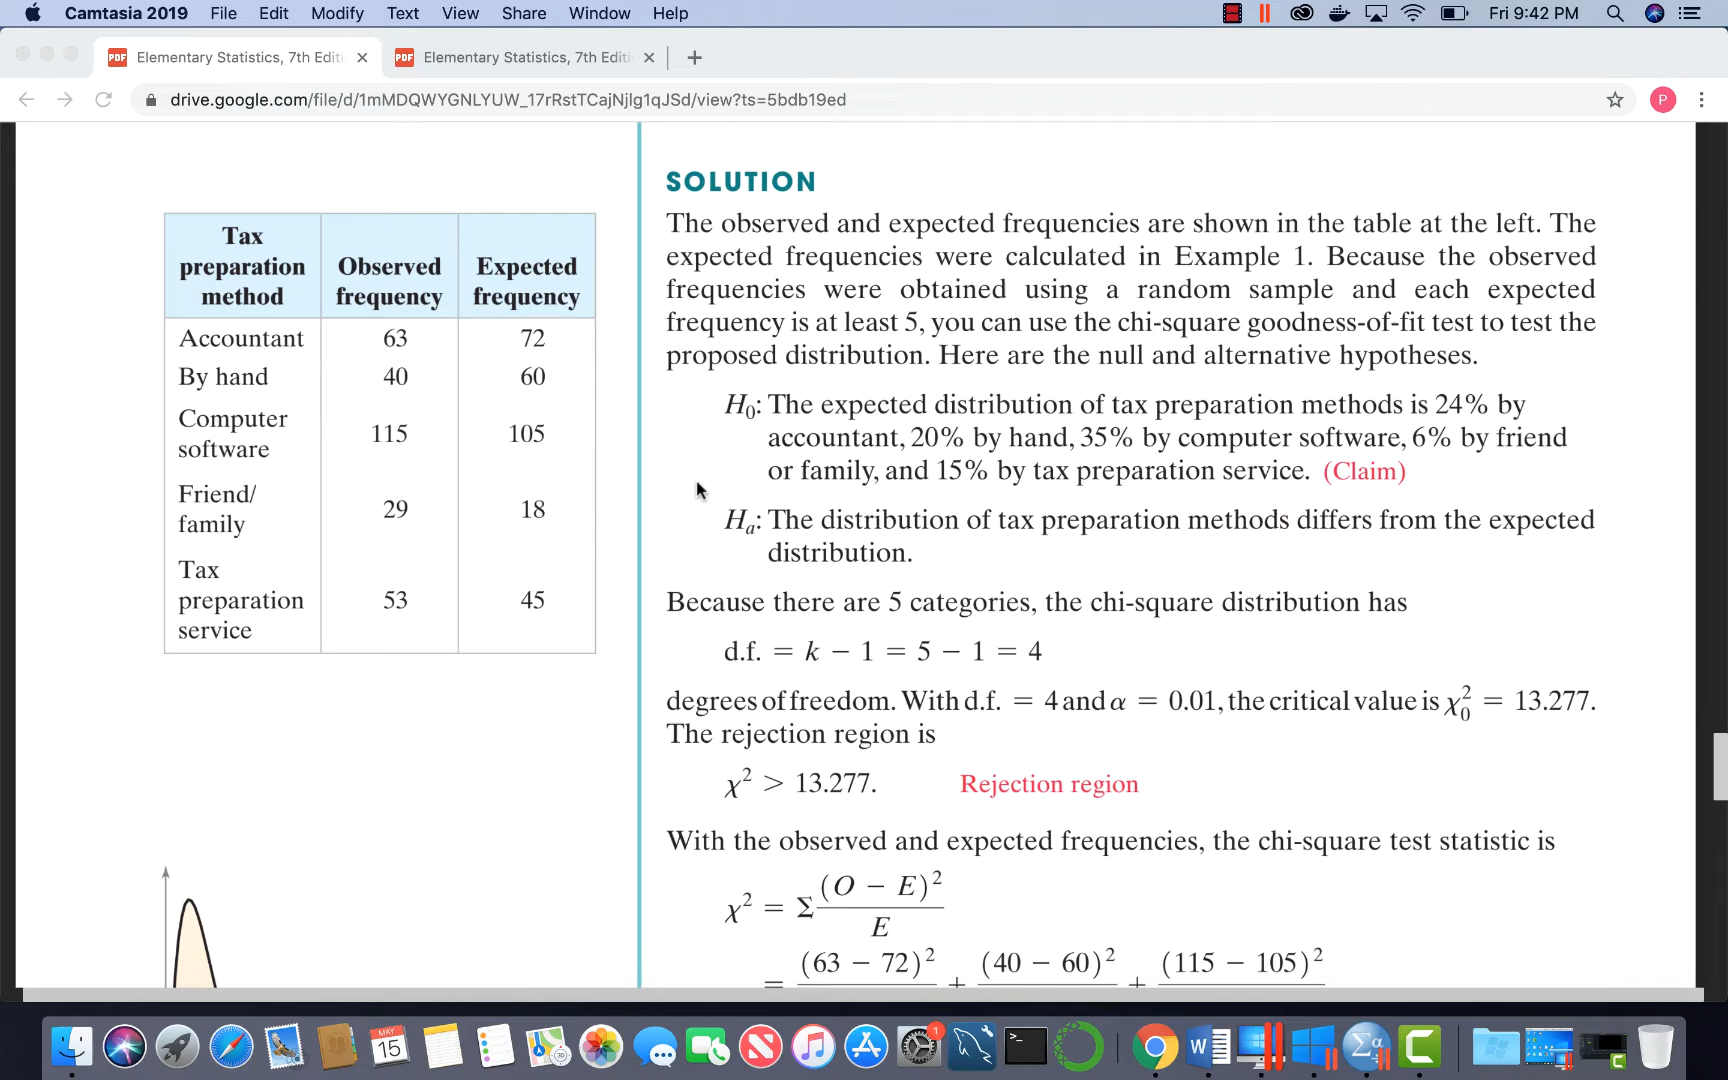 Camtasia 2019 File Edit Modify Text View Share Window Help Fri 9:42 PM
PDF Elementary Statistics, 7th Editi PDF Elementary Statistics, 7th Editi
drive.google.com/file/d/1mMDQWYGNLYUW_17rRstTCajNjlg1qJSd/view?ts=5bdb19ed P
Tax
preparation
method
Observed
frequency
Expected
frequency
Accountant 63 72
By hand 40 60
Computer
software 115 105
Friend/
family 29 18
Tax
preparation
service 53 45
SOLUTION
The observed and expected frequencies are shown in the table at the left. The
expected frequencies were calculated in Example 1. Because the observed
frequencies were obtained using a random sample and each expected
frequency is at least 5, you can use the chi-square goodness-of-fit test to test the
proposed distribution. Here are the null and alternative hypotheses.
H₀: The expected distribution of tax preparation methods is 24% by
accountant, 20% by hand, 35% by computer software, 6% by friend
or family, and 15% by tax preparation service. (Claim)
Hₐ: The distribution of tax preparation methods differs from the expected
distribution.
Because there are 5 categories, the chi-square distribution has
d.f. = k − 1 = 5 − 1 = 4
degrees of freedom. With d.f. = 4 and α = 0.01, the critical value is χ₀² = 13.277.
The rejection region is
χ² > 13.277. Rejection region
With the observed and expected frequencies, the chi-square test statistic is
χ² = Σ (O − E)²
E
= (63 − 72)² + (40 − 60)² + (115 − 105)²
MAY
15
3D
1
W
Σα
C